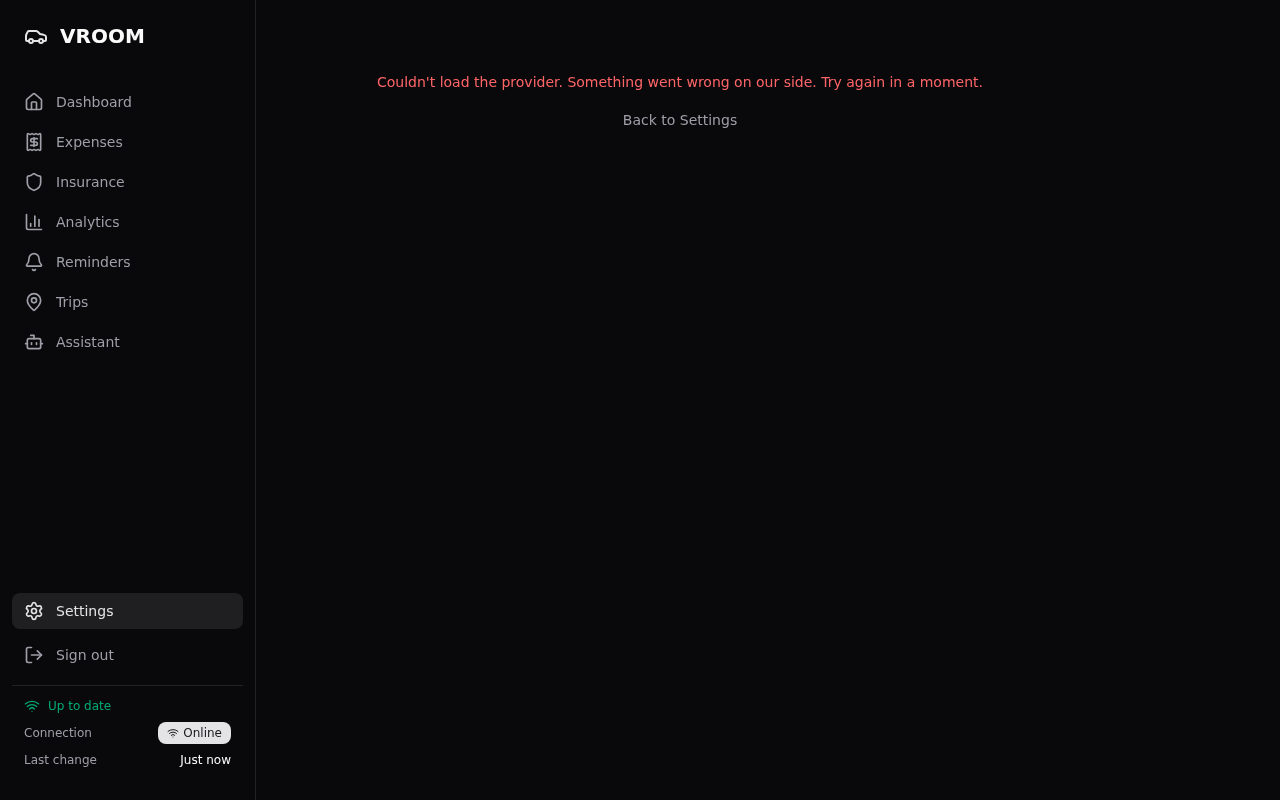 VROOM
Dashboard
Expenses
Insurance
Analytics
Reminders
Trips
Assistant
Settings
Sign out
Up to date
Connection Online
Last change Just now
Couldn't load the provider. Something went wrong on our side. Try again in a moment.
Back to Settings